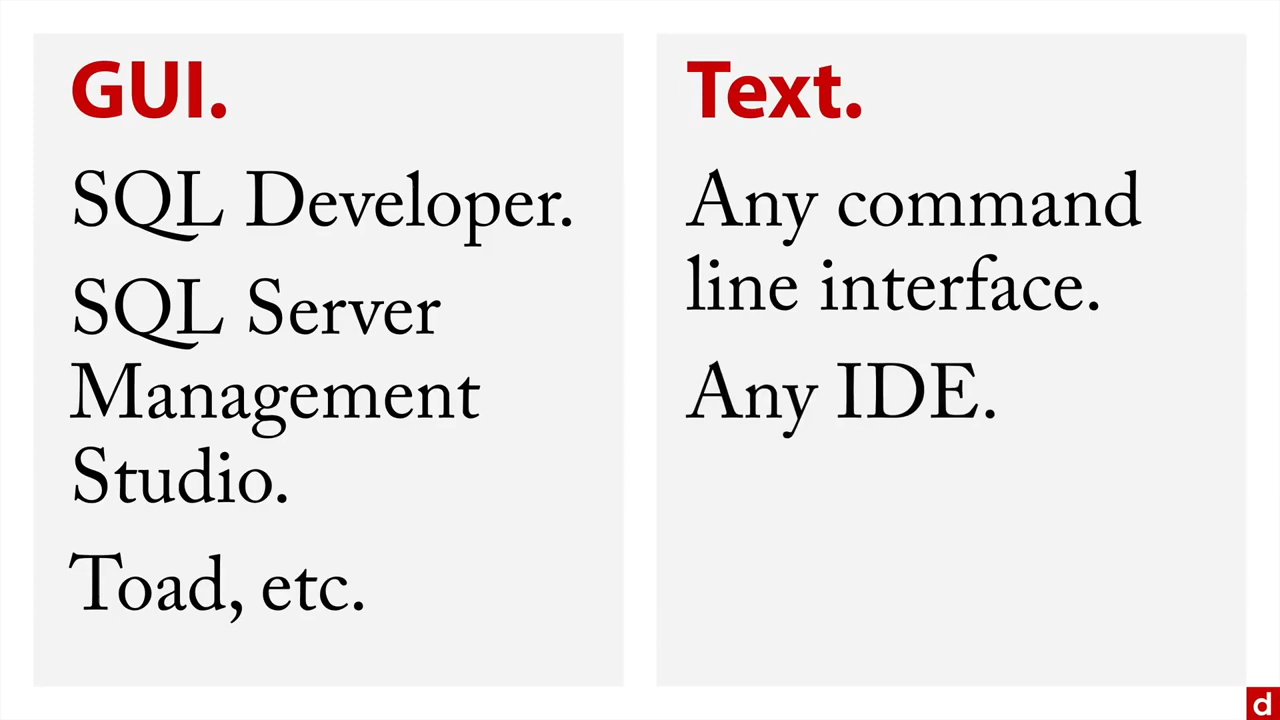 GUI.
SQL Developer.
SQL Server
Management
Studio.
Toad, etc.
Text.
Any command
line interface.
Any IDE.
d